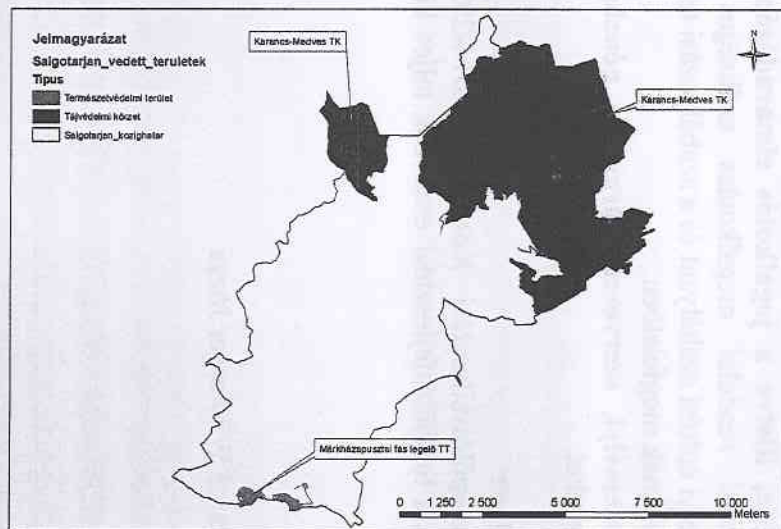 Jelmagyarázat
Salgotarjan_vedett_teruletek
Típus
Természetvédelmi terület
Tájvédelmi körzet
Salgotarjan_kozighatar
Karancs-Medves TK
Karancs-Medves TK
Márkházapusztai fás legelő TT
0 1 250 2 500 5 000 7 500 10 000
Meters